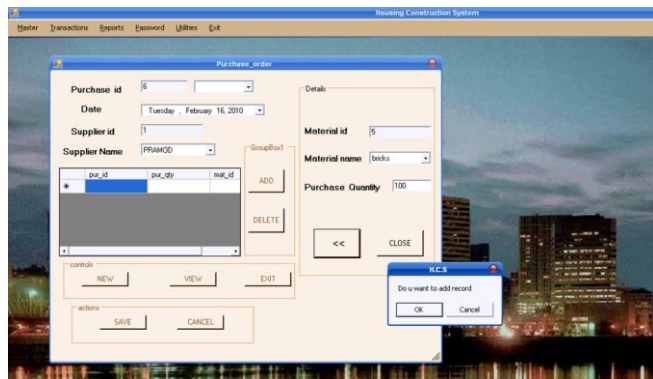 Housing Construction System
Master Transactions Reports Password Utilities Exit
Purchase_order
Purchase id 6
Date Tuesday , February 16, 2010
Supplier id 1
Supplier Name PRAMOD
pur_id pur_qty mat_id
GroupBox1
ADD
DELETE
Details
Material id 5
Material name bricks
Purchase Quantity 100
<< CLOSE
controls
NEW VIEW EXIT
actions
SAVE CANCEL
H.C.S
Do u want to add record
OK Cancel